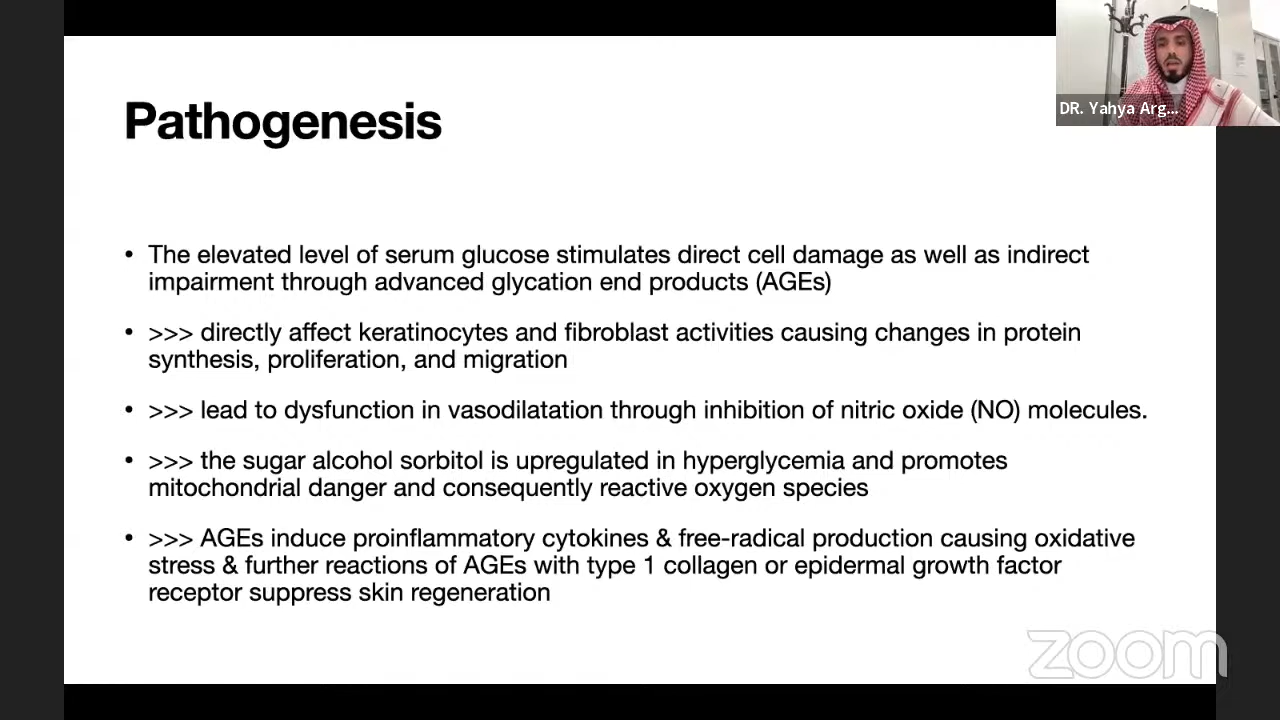 DR. Yahya Arg...
Pathogenesis
• The elevated level of serum glucose stimulates direct cell damage as well as indirect
impairment through advanced glycation end products (AGEs)
• >>> directly affect keratinocytes and fibroblast activities causing changes in protein
synthesis, proliferation, and migration
• >>> lead to dysfunction in vasodilatation through inhibition of nitric oxide (NO) molecules.
• >>> the sugar alcohol sorbitol is upregulated in hyperglycemia and promotes
mitochondrial danger and consequently reactive oxygen species
• >>> AGEs induce proinflammatory cytokines & free-radical production causing oxidative
stress & further reactions of AGEs with type 1 collagen or epidermal growth factor
receptor suppress skin regeneration
zoom